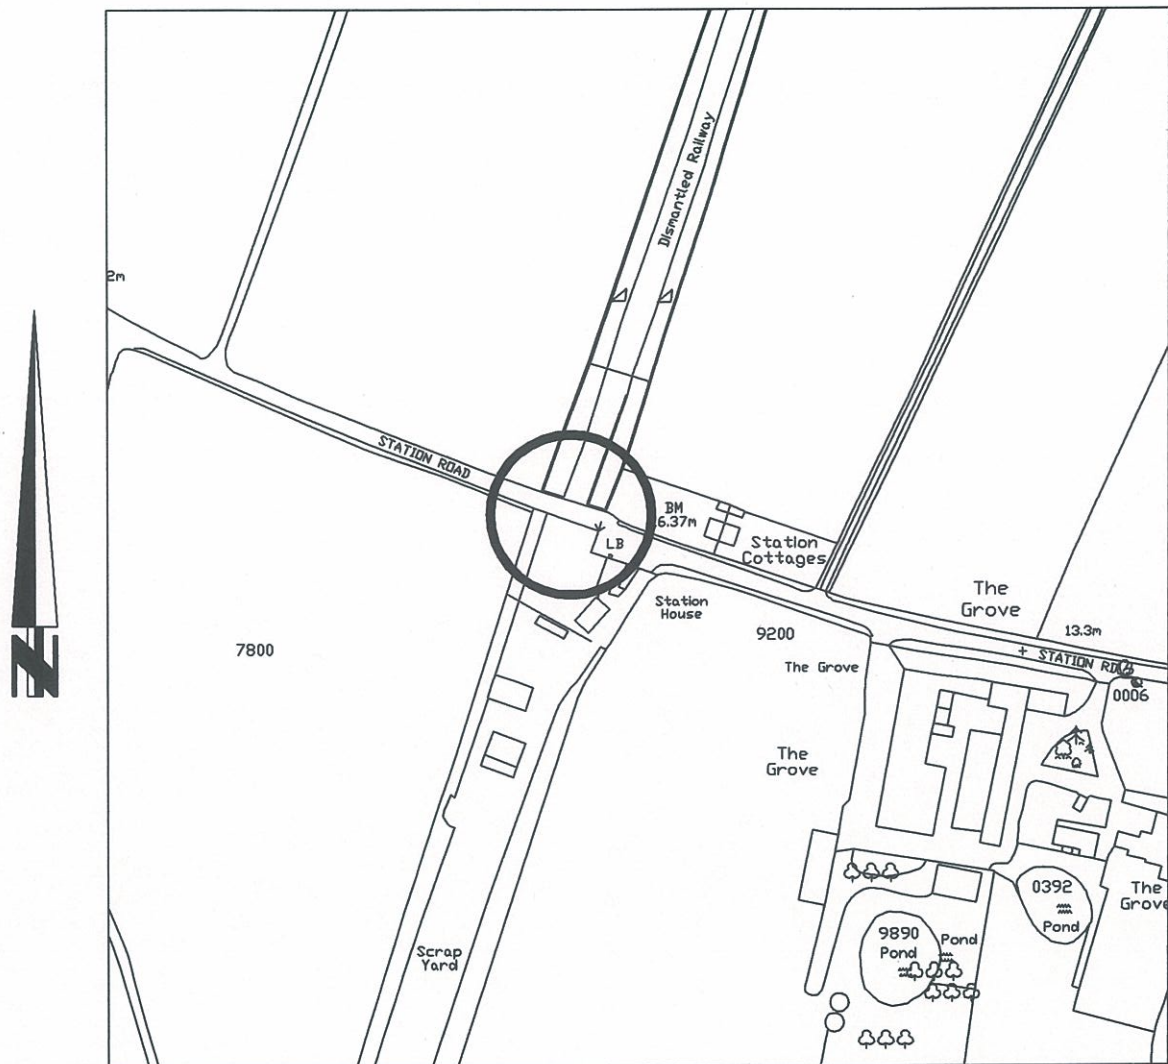 Dismantled Railway
2m
STATION ROAD
BM
6.37m
LB
Station
Cottages
The
Grove
Station
House
9200
13.3m
+ STATION RD
7800
The Grove
0006
The
Grove
N
0392
Pond
The
Grove
9890
Pond
Pond
Scrap
Yard